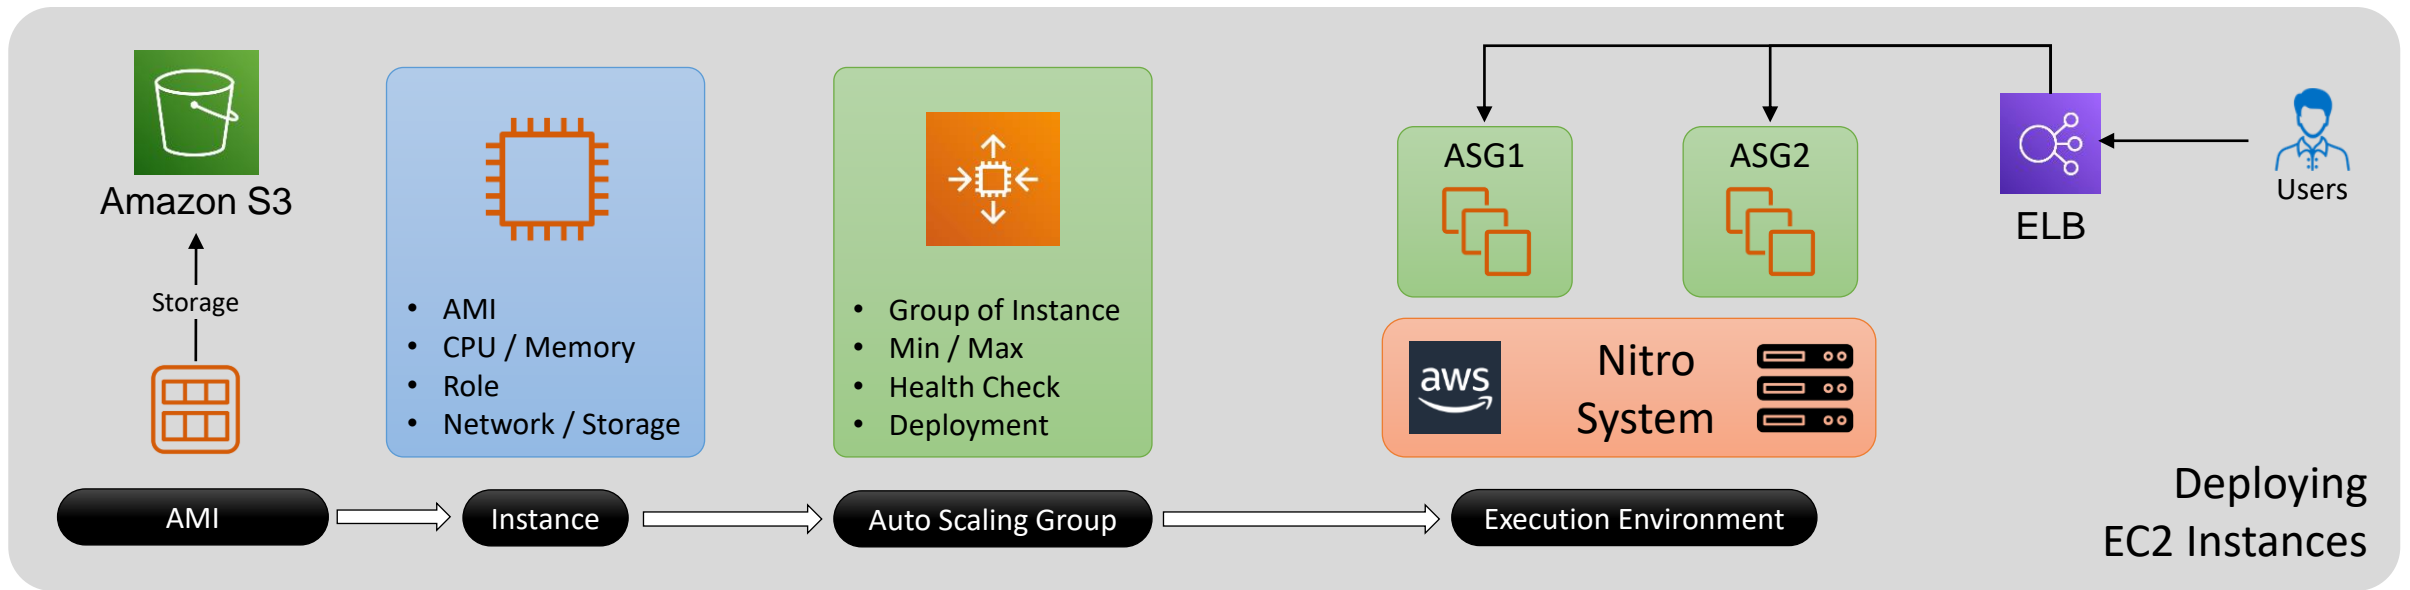 Amazon S3
Storage
AMI
• AMI
• CPU / Memory
• Role
• Network / Storage
Instance
• Group of Instance
• Min / Max
• Health Check
• Deployment
Auto Scaling Group
ASG1
ASG2
aws
Nitro
System
Execution Environment
ELB
Users
Deploying
EC2 Instances